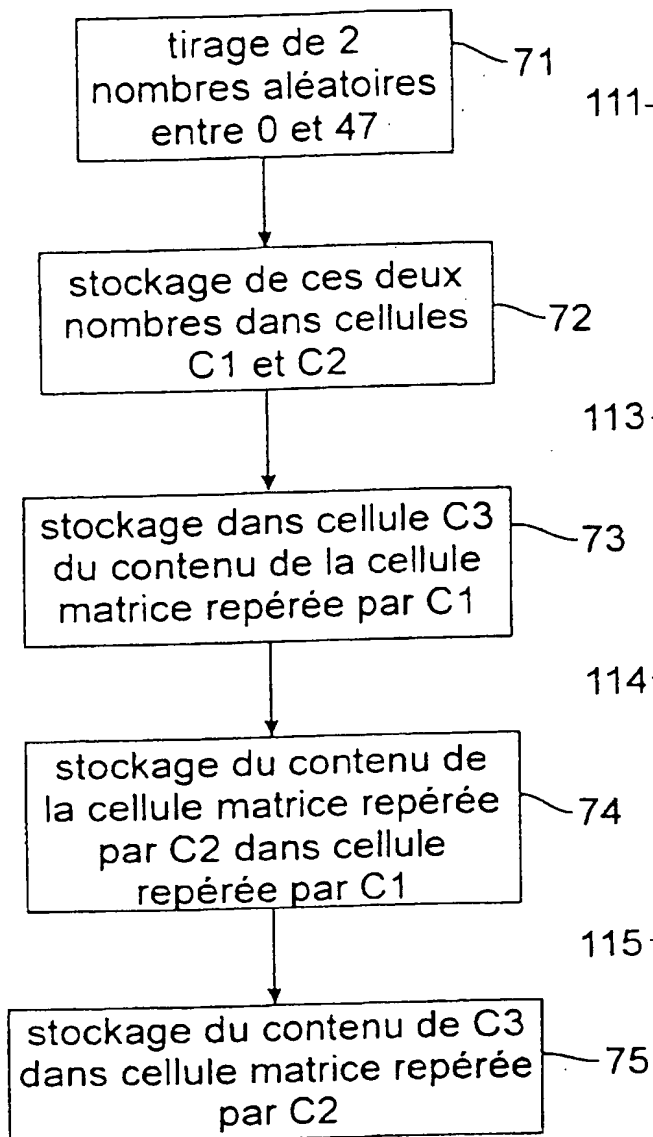 tirage de 2
nombres aléatoires
entre 0 et 47
71
111
stockage de ces deux
nombres dans cellules
C1 et C2
72
113
stockage dans cellule C3
du contenu de la cellule
matrice repérée par C1
73
114
stockage du contenu de
la cellule matrice repérée
par C2 dans cellule
repérée par C1
74
115
stockage du contenu de C3
dans cellule matrice repérée
par C2
75